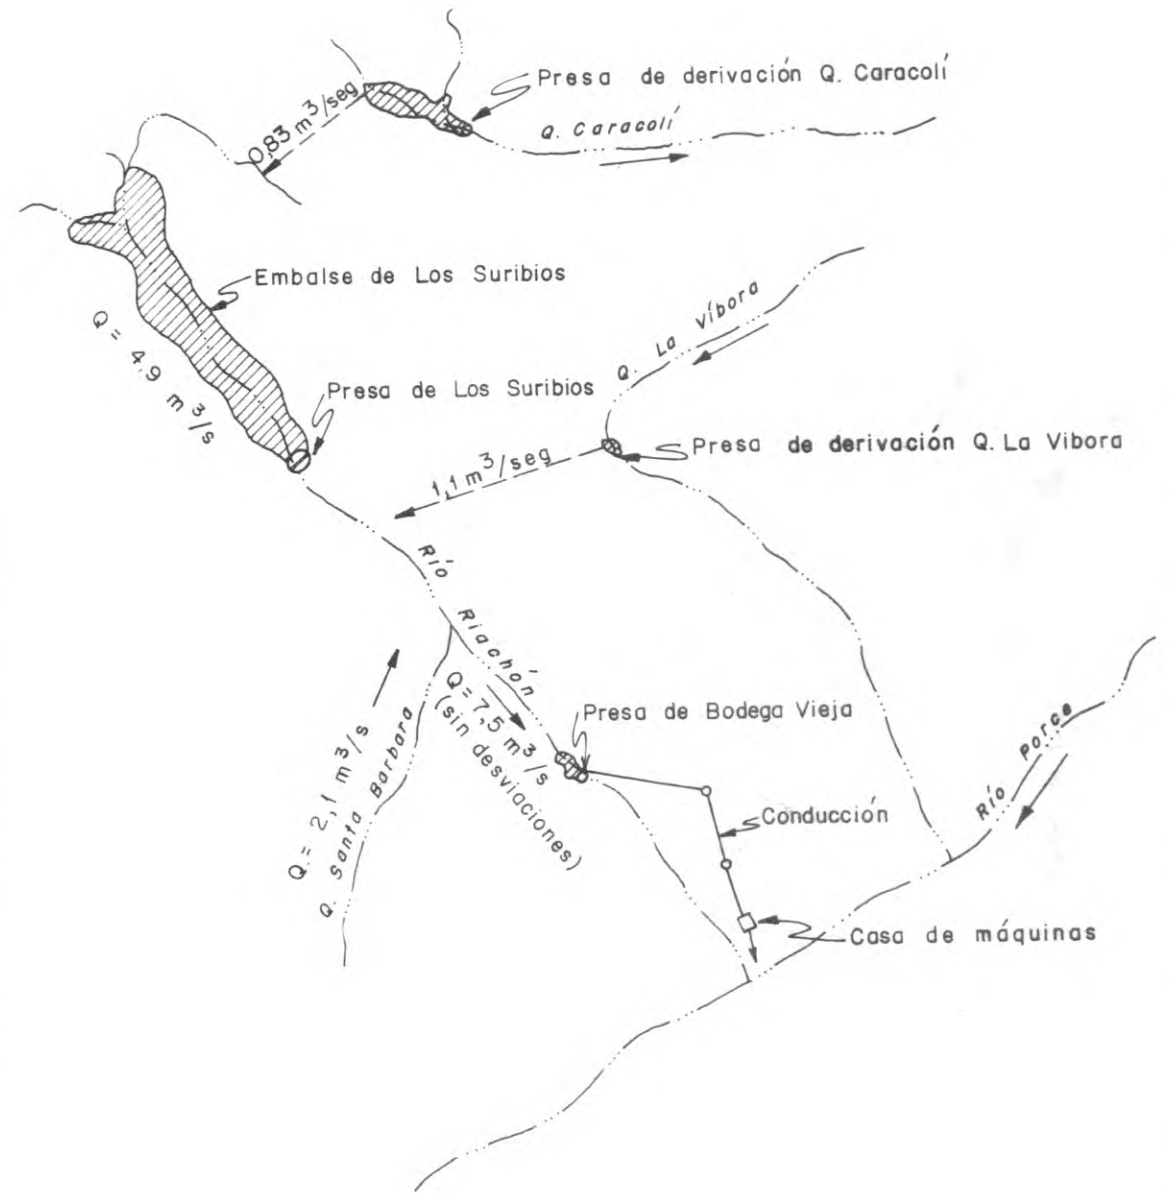 Presa de derivación Q. Caracolí
0,83 m³/seg
Q. Caracolí
Embalse de Los Suribios
Q = 4,9 m³/s
Q. La Víbora
Presa de Los Suribios
Presa de derivación Q. La Vibora
1,1 m³/seg
Río Riachón
Q = 7,5 m³/s
(sin desviaciones)
Presa de Bodega Vieja
Q = 2,1 m³/s
Q. Santa Barbara
Río Porce
Conducción
Casa de máquinas